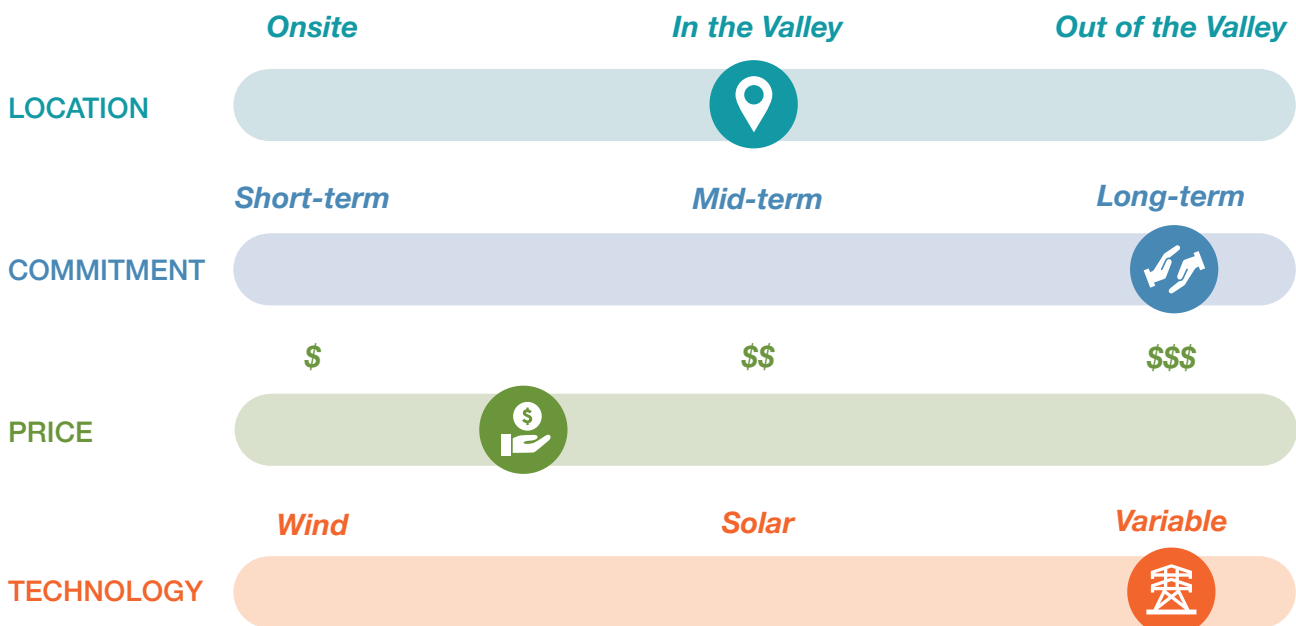 Onsite In the Valley Out of the Valley
LOCATION
Short-term Mid-term Long-term
COMMITMENT
$ $$ $$$
$
PRICE
Wind Solar Variable
TECHNOLOGY